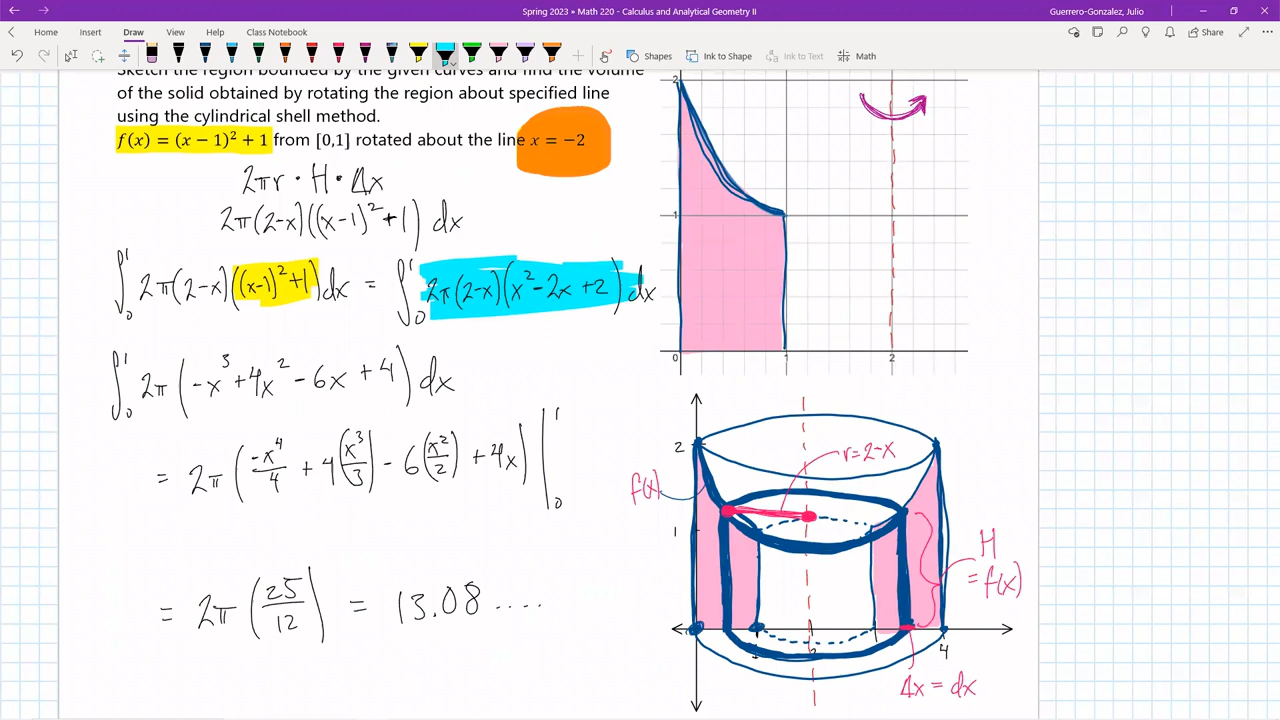 Spring 2023 » Math 220 - Calculus and Analytical Geometry II
Guerrero-Gonzalez, Julio
Home Insert Draw View Help Class Notebook
Share
Shapes Ink to Shape Ink to Text Math
Sketch the region bounded by the given curves and find the volume
of the solid obtained by rotating the region about specified line
using the cylindrical shell method.
f(x) = (x − 1)² + 1 from [0,1] rotated about the line x = −2
2πr · H · Δx
2π(2-x)((x-1)²+1) dx
∫₀¹ 2π(2-x)((x-1)²+1)dx = ∫₀¹ 2π(2-x)(x²-2x+2)dx
∫₀¹ 2π(-x³+4x²-6x+4)dx
= 2π(-x⁴/4 + 4(x³/3) - 6(x²/2) + 4x)|₀¹
= 2π(25/12) = 13.08....
2
1
0 1 2
2
r=2-x
f(x)
1
H
= f(x)
1 2 4
Δx = dx